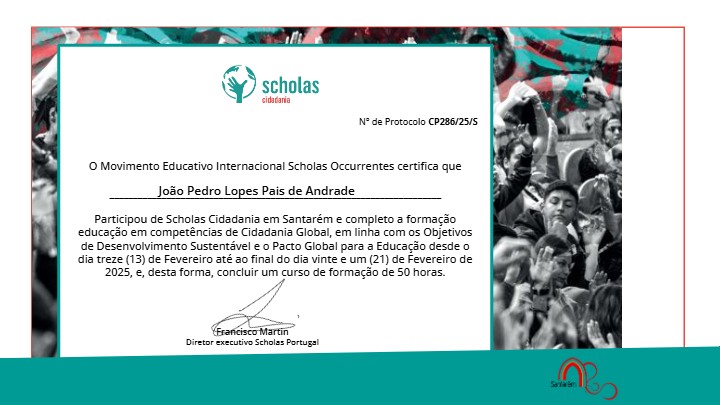 scholas
cidadania
Nº de Protocolo CP286/25/S
O Movimento Educativo Internacional Scholas Occurrentes certifica que
João Pedro Lopes Pais de Andrade
Participou de Scholas Cidadania em Santarém e completo a formação
educação em competências de Cidadania Global, em linha com os Objetivos
de Desenvolvimento Sustentável e o Pacto Global para a Educação desde o
dia treze (13) de Fevereiro até ao final do dia vinte e um (21) de Fevereiro de
2025, e, desta forma, concluir um curso de formação de 50 horas.
Francisco Martin
Diretor executivo Scholas Portugal
Santarém